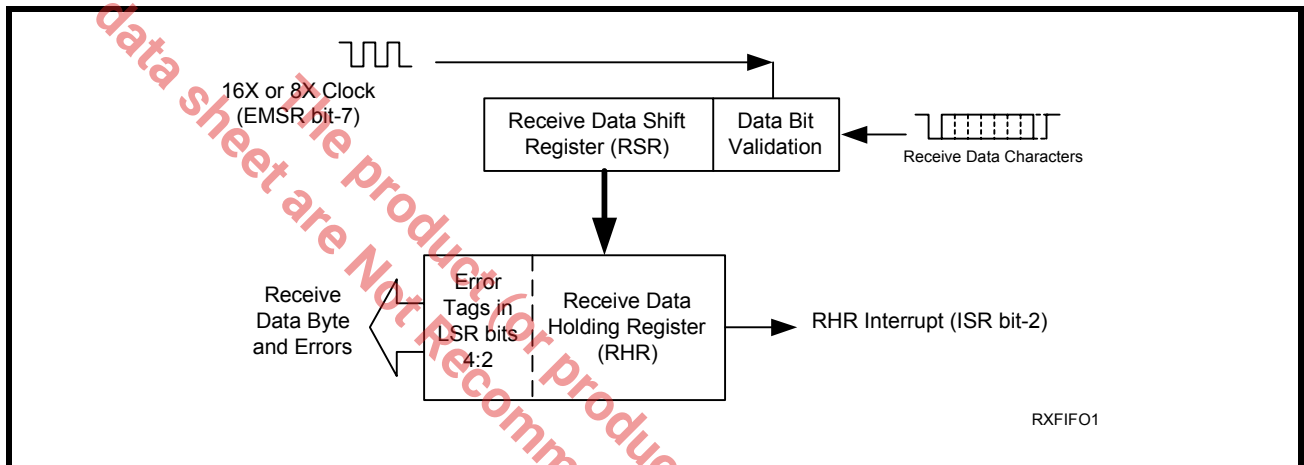 data sheet are Not Recomm
The product (or produc
16X or 8X Clock
(EMSR bit-7)
Receive Data Shift
Register (RSR)
Data Bit
Validation
Receive Data Characters
Receive
Data Byte
and Errors
Error
Tags in
LSR bits
4:2
Receive Data
Holding Register
(RHR)
RHR Interrupt (ISR bit-2)
RXFIFO1